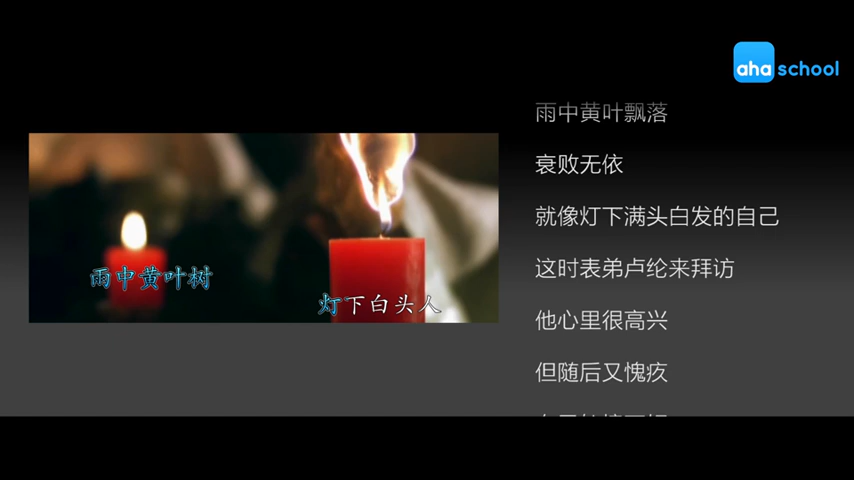 aha school
雨中黄叶飘落
衰败无依
就像灯下满头白发的自己
这时表弟卢纶来拜访
他心里很高兴
但随后又愧疚
雨中黄叶树
灯下白头人